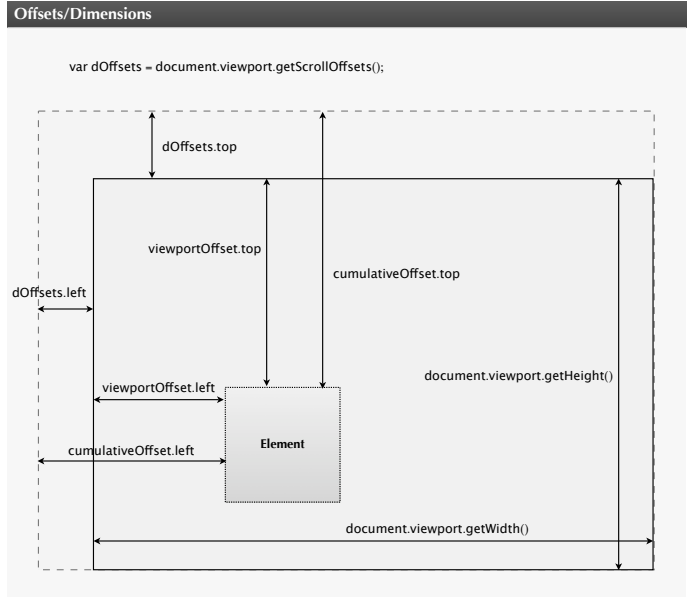 Offsets/Dimensions
var dOffsets = document.viewport.getScrollOffsets();
dOffsets.top
viewportOffset.top
cumulativeOffset.top
dOffsets.left
document.viewport.getHeight()
viewportOffset.left
Element
cumulativeOffset.left
document.viewport.getWidth()